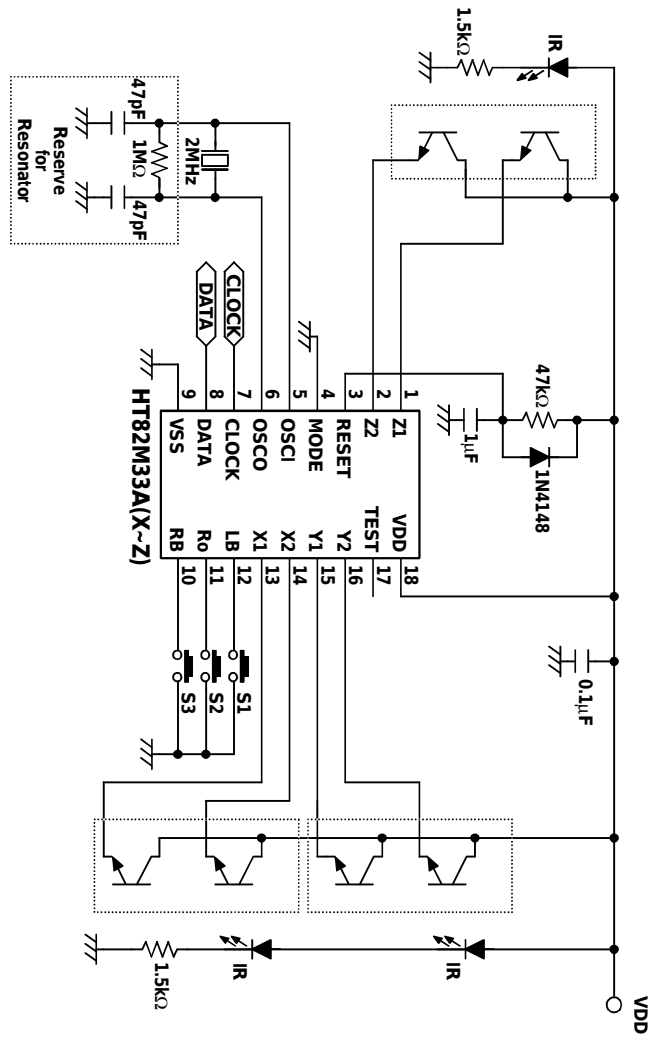 VDD
1.5kΩ
IR
47kΩ
1N4148
1μF
0.1μF
47pF
1MΩ
2MHz
47pF
Reserve
for
Resonator
CLOCK
DATA
1
2
3
4
5
6
7
8
9
Z1
Z2
RESET
MODE
OSCI
OSCO
CLOCK
DATA
VSS
VDD
TEST
Y2
Y1
X2
X1
LB
Ro
RB
18
17
16
15
14
13
12
11
10
HT82M33A(X~Z)
S1
S2
S3
IR
IR
1.5kΩ